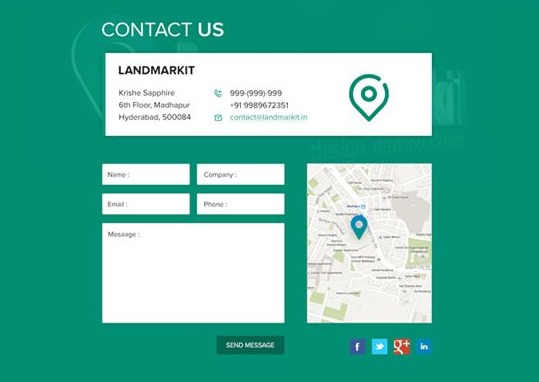 CONTACT US
LANDMARKIT
Krishe Sapphire
6th Floor, Madhapur
Hyderabad, 500084
999-(999)-999
+91 9989672351
contact@landmarkit.in
Name :
Company :
Email :
Phone :
Message :
SEND MESSAGE
f
g+
in